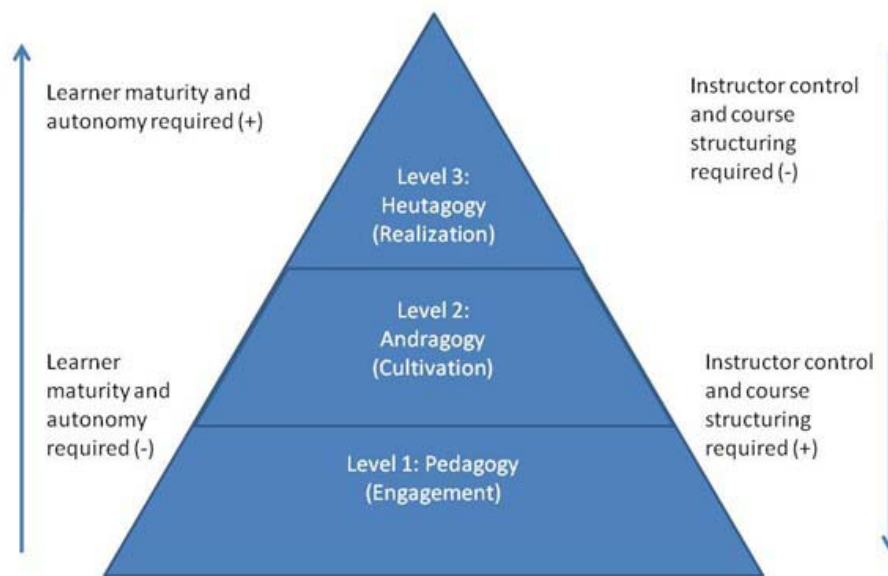 Learner maturity and
autonomy required (+)
Instructor control
and course
structuring
required (-)
Level 3:
Heutagogy
(Realization)
Level 2:
Andragogy
(Cultivation)
Learner
maturity and
autonomy
required (-)
Instructor control
and course
structuring
required (+)
Level 1: Pedagogy
(Engagement)